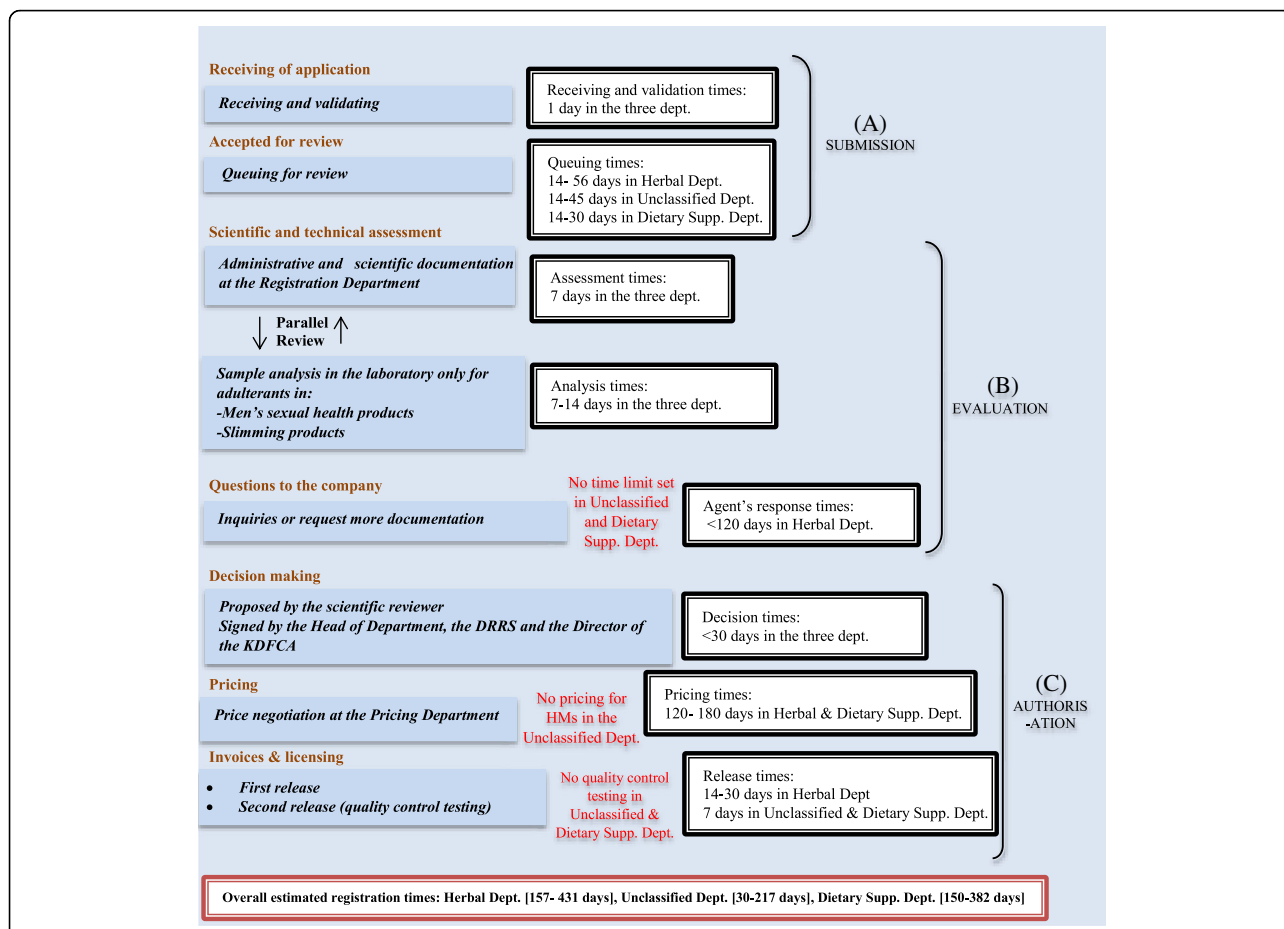 Receiving of application
Receiving and validating
Receiving and validation times:
1 day in the three dept.
(A)
SUBMISSION
Accepted for review
Queuing for review
Queuing times:
14- 56 days in Herbal Dept.
14-45 days in Unclassified Dept.
14-30 days in Dietary Supp. Dept.
Scientific and technical assessment
Administrative and scientific documentation
at the Registration Department
Assessment times:
7 days in the three dept.
Parallel
Review
Sample analysis in the laboratory only for
adulterants in:
-Men's sexual health products
-Slimming products
Analysis times:
7-14 days in the three dept.
(B)
EVALUATION
Questions to the company
Inquiries or request more documentation
No time limit set
in Unclassified
and Dietary
Supp. Dept.
Agent's response times:
<120 days in Herbal Dept.
Decision making
Proposed by the scientific reviewer
Signed by the Head of Department, the DRRS and the Director of
the KDFCA
Decision times:
<30 days in the three dept.
Pricing
Price negotiation at the Pricing Department
No pricing for
HMs in the
Unclassified Dept.
Pricing times:
120- 180 days in Herbal & Dietary Supp. Dept.
(C)
AUTHORIS
-ATION
Invoices & licensing
• First release
• Second release (quality control testing)
No quality control
testing in
Unclassified &
Dietary Supp. Dept.
Release times:
14-30 days in Herbal Dept
7 days in Unclassified & Dietary Supp. Dept.
Overall estimated registration times: Herbal Dept. [157- 431 days], Unclassified Dept. [30-217 days], Dietary Supp. Dept. [150-382 days]